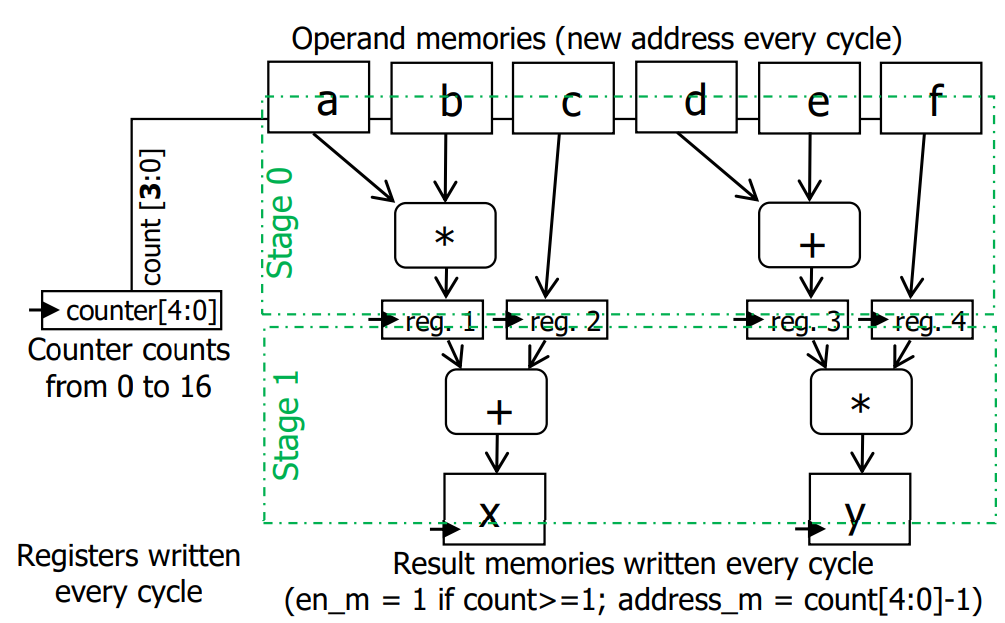 Operand memories (new address every cycle)
a b c d e f
count [3:0]
Stage 0
* +
counter[4:0]
reg. 1 reg. 2 reg. 3 reg. 4
Counter counts
from 0 to 16
Stage 1
+ *
x y
Registers written
every cycle
Result memories written every cycle
(en_m = 1 if count>=1; address_m = count[4:0]-1)